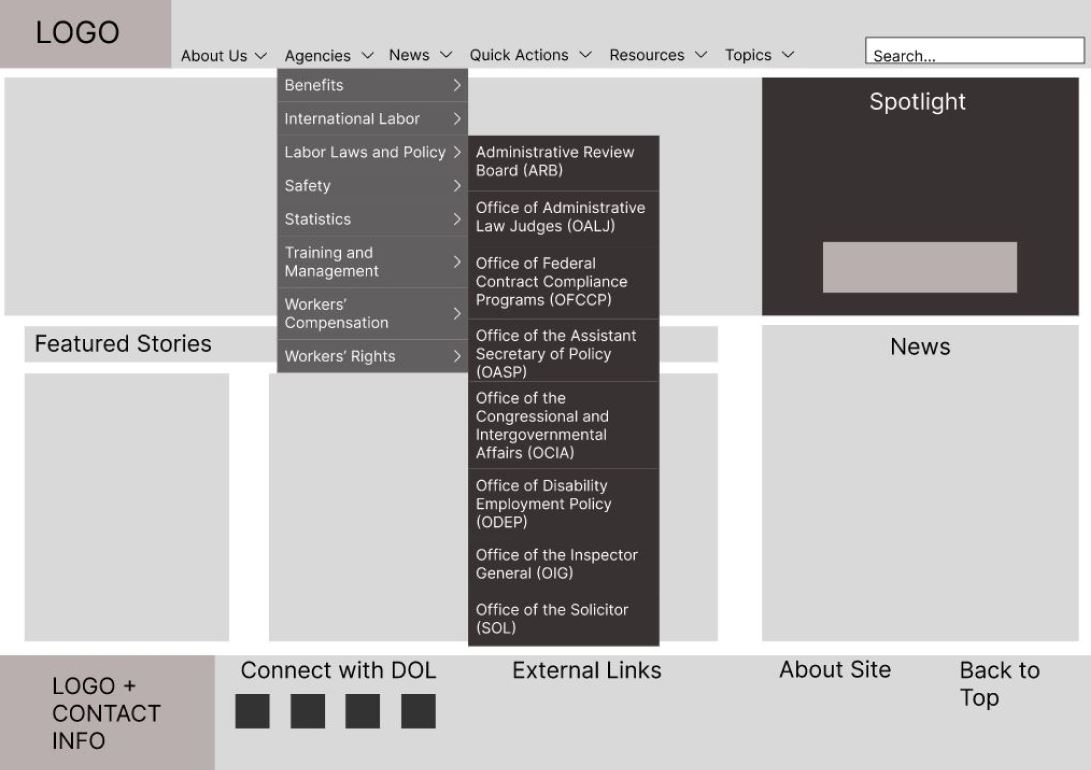 LOGO
About Us
Agencies
News
Quick Actions
Resources
Topics
Search...
Benefits
International Labor
Labor Laws and Policy
Safety
Statistics
Training and
Management
Workers’
Compensation
Workers’ Rights
Administrative Review
Board (ARB)
Office of Administrative
Law Judges (OALJ)
Office of Federal
Contract Compliance
Programs (OFCCP)
Office of the Assistant
Secretary of Policy
(OASP)
Office of the
Congressional and
Intergovernmental
Affairs (OCIA)
Office of Disability
Employment Policy
(ODEP)
Office of the Inspector
General (OIG)
Office of the Solicitor
(SOL)
Spotlight
Featured Stories
News
LOGO +
CONTACT
INFO
Connect with DOL
External Links
About Site
Back to
Top